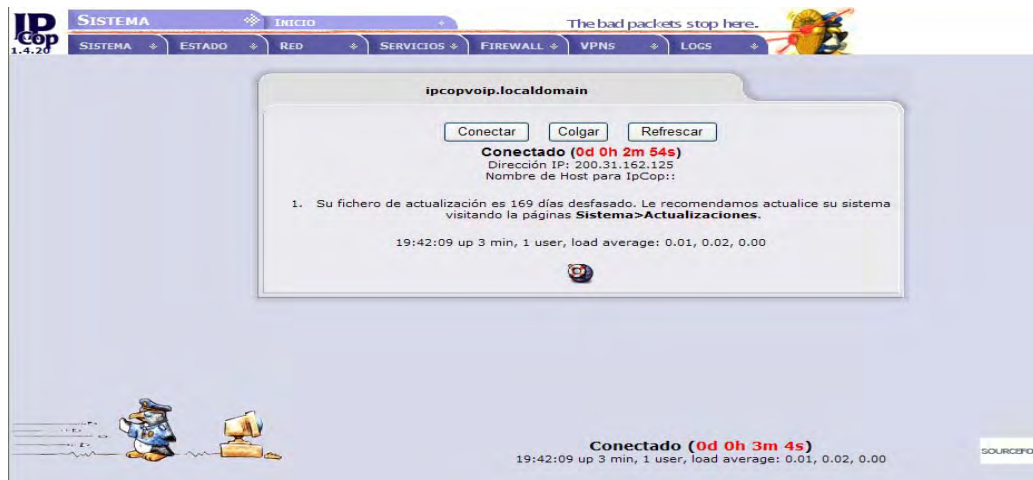 IPCop
1.4.20
SISTEMA
INICIO
The bad packets stop here.
SISTEMA ESTADO RED SERVICIOS FIREWALL VPNS LOGS
ipcopvoip.localdomain
Conectar Colgar Refrescar
Conectado (0d 0h 2m 54s)
Dirección IP: 200.31.162.125
Nombre de Host para IpCop::
1. Su fichero de actualización es 169 días desfasado. Le recomendamos actualice su sistema
visitando la páginas Sistema>Actualizaciones.
19:42:09 up 3 min, 1 user, load average: 0.01, 0.02, 0.00
Conectado (0d 0h 3m 4s)
19:42:09 up 3 min, 1 user, load average: 0.01, 0.02, 0.00
SOURCEFO